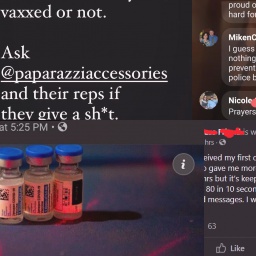 vaxxed or not.
Ask
@paparazziaccessories
and their reps if
they give a sh*t.
at 5:25 PM •
proud o
hard for
MikenC
I guess
nothing
prevent
police b
Nicole
Prayers
hrs
eived my first c
o gave me mor
rs but it's keep
80 in 10 second
l messages. I w
63
Like